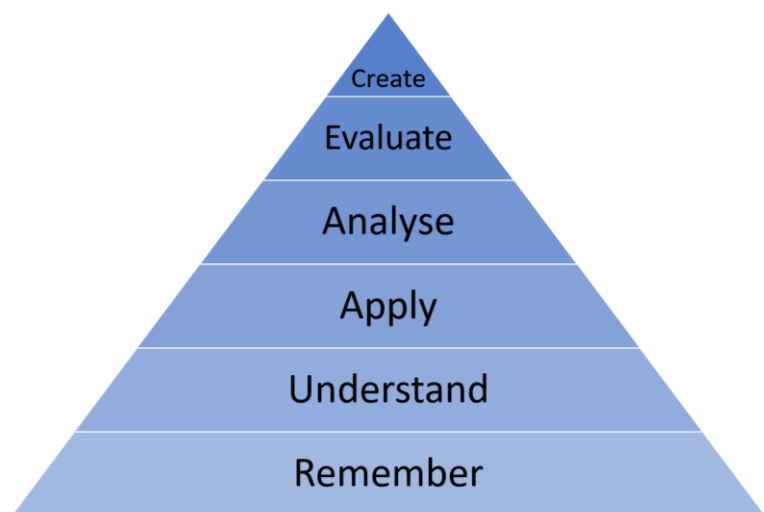 Create
Evaluate
Analyse
Apply
Understand
Remember